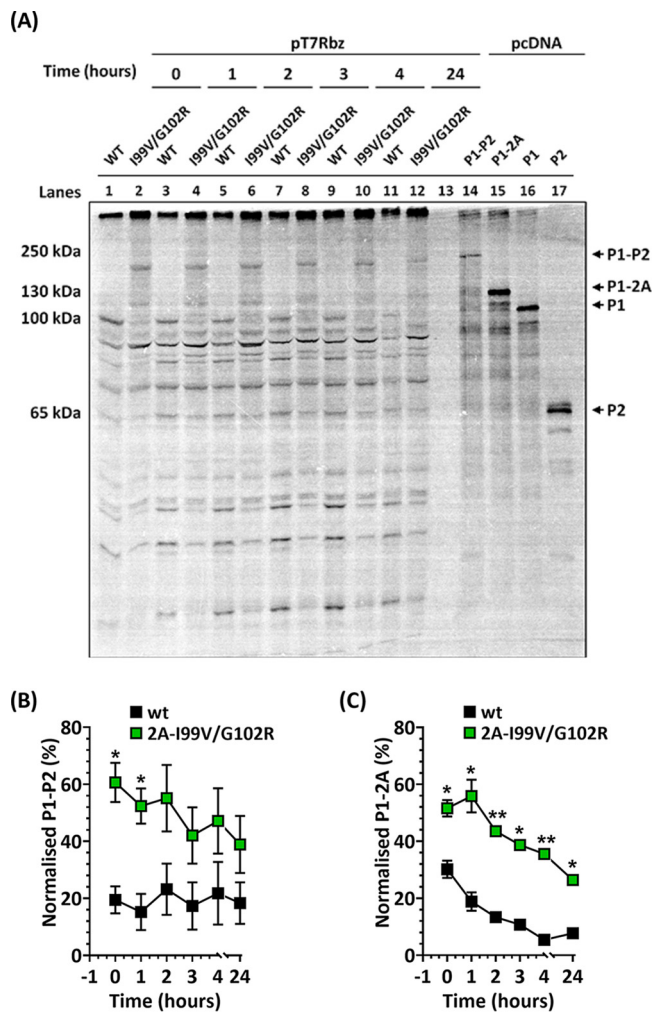 (A)
pT7Rbz pcDNA
Time (hours) 0 1 2 3 4 24
WT I99V/G102R WT I99V/G102R WT I99V/G102R WT I99V/G102R WT I99V/G102R WT I99V/G102R P1-P2 P1-2A P1 P2
Lanes 1 2 3 4 5 6 7 8 9 10 11 12 13 14 15 16 17
250 kDa P1-P2
130 kDa P1-2A
100 kDa P1
65 kDa P2
(B) (C)
wt wt
2A-I99V/G102R 2A-I99V/G102R
Normalised P1-P2 (%) Normalised P1-2A (%)
80 80
* * * * ** * ** *
60 60
40 40
20 20
0 0
-1 0 1 2 3 4 24 -1 0 1 2 3 4 24
Time (hours) Time (hours)